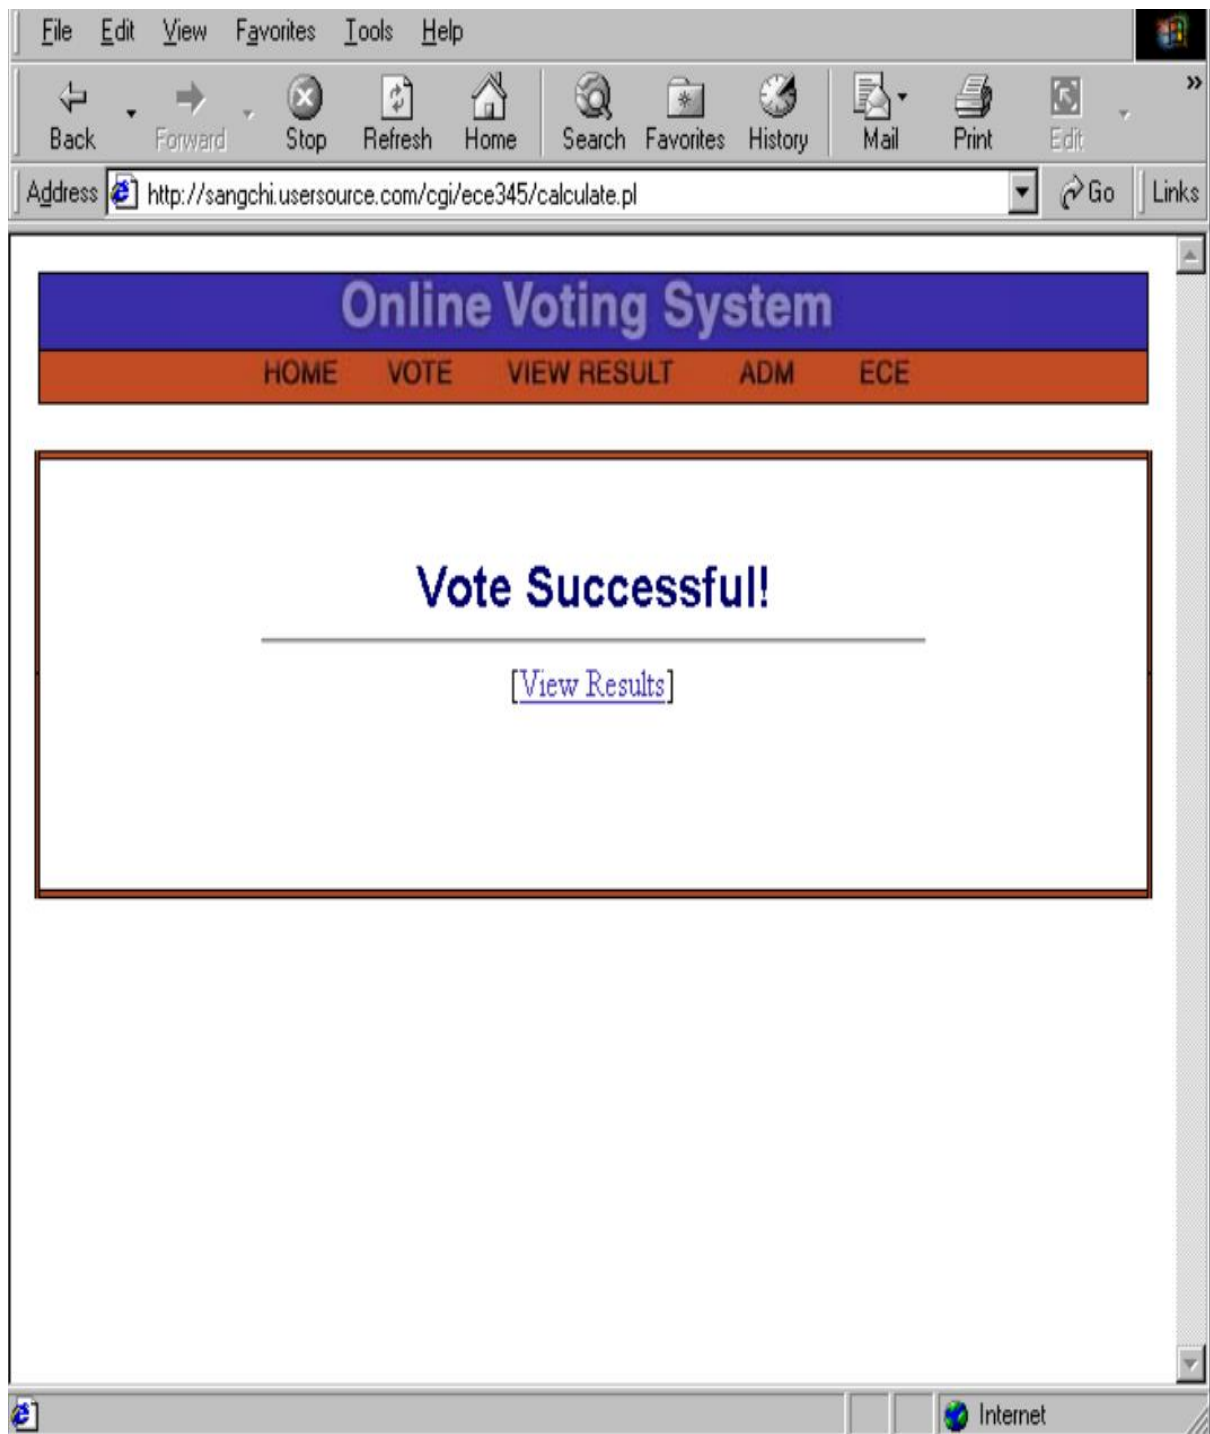 File Edit View Favorites Tools Help
Back Forward Stop Refresh Home Search Favorites History Mail Print Edit »
Address http://sangchi.usersource.com/cgi/ece345/calculate.pl Go Links
Online Voting System
HOME VOTE VIEW RESULT ADM ECE
Vote Successful!
[View Results]
Internet